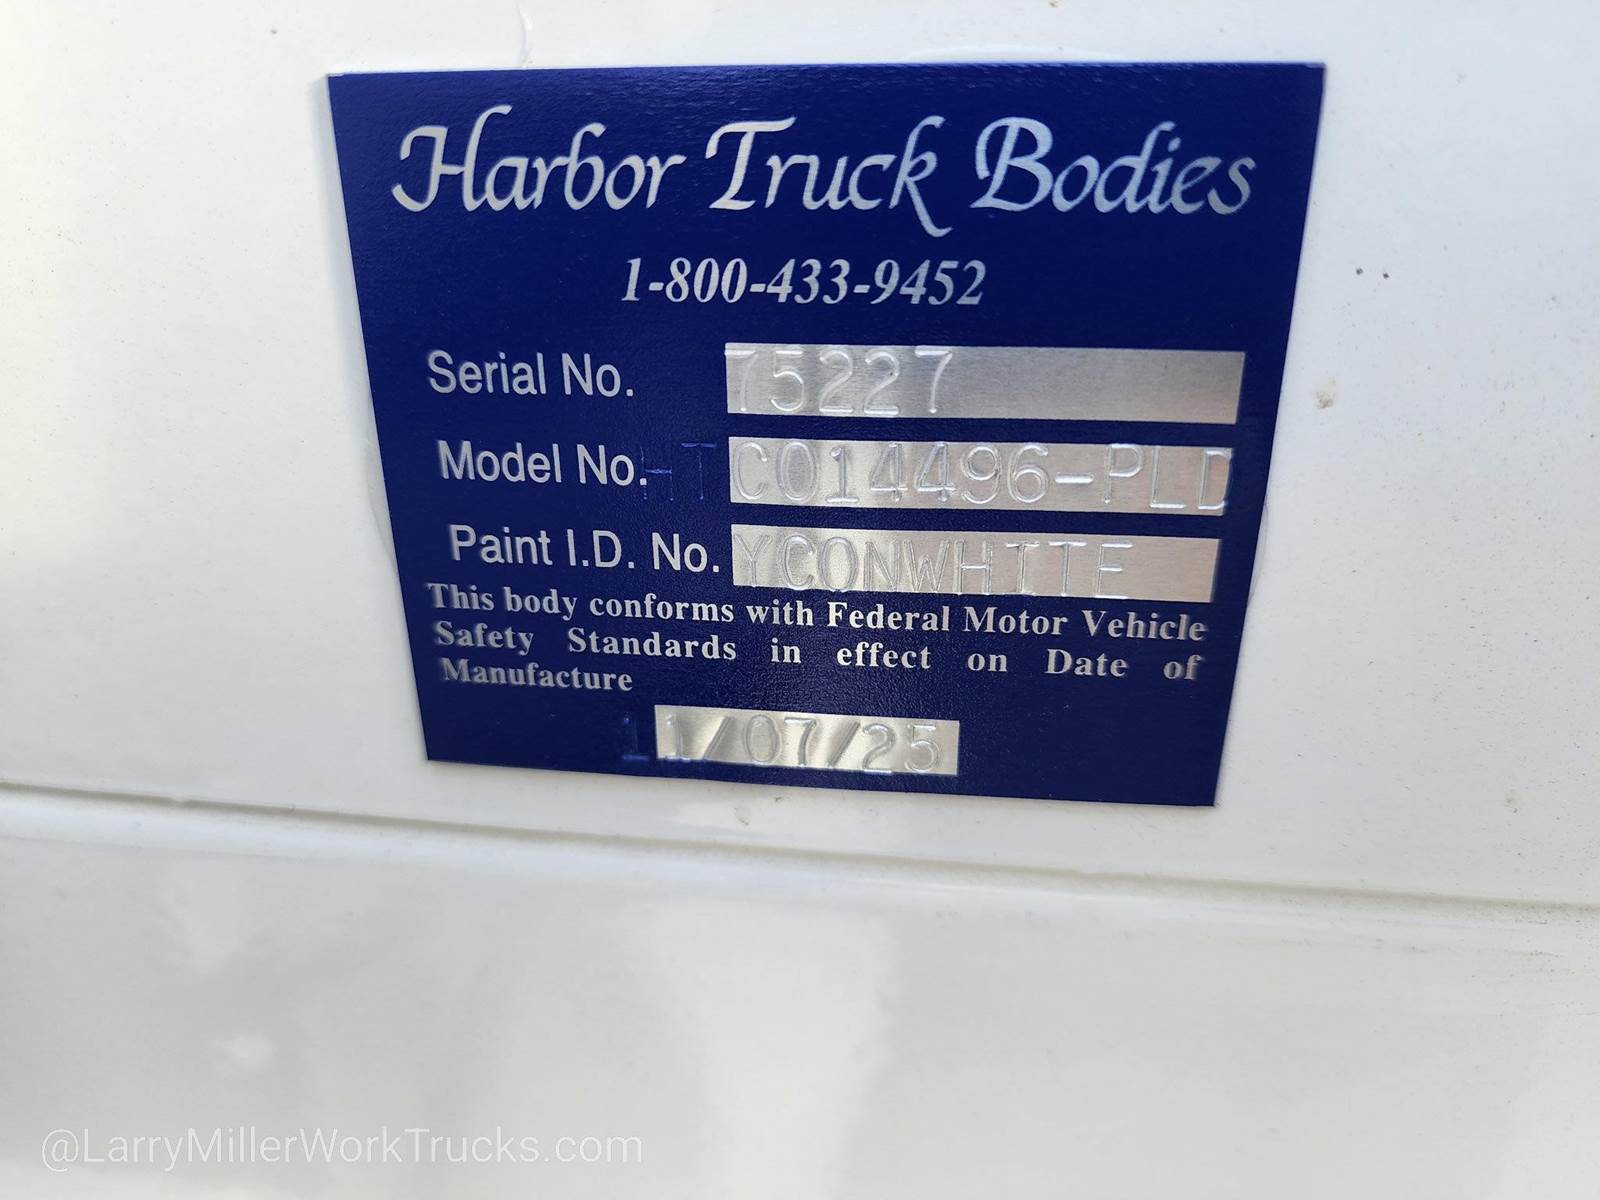 Harbor Truck Bodies
1-800-433-9452
Serial No. 75227
Model No. HTCO14496-PLD
Paint I.D. No. YCONWHITE
This body conforms with Federal Motor Vehicle
Safety Standards in effect on Date of
Manufacture
11/07/25
@LarryMillerWorkTrucks.com